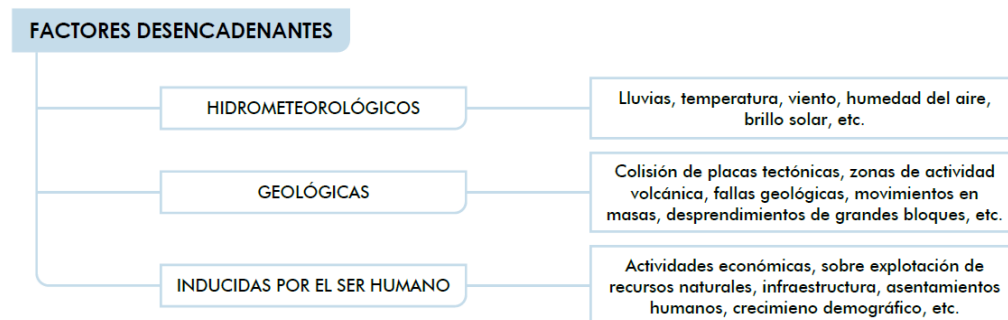 FACTORES DESENCADENANTES
HIDROMETEOROLÓGICOS
Lluvias, temperatura, viento, humedad del aire,
brillo solar, etc.
GEOLÓGICAS
Colisión de placas tectónicas, zonas de actividad
volcánica, fallas geológicas, movimientos en
masas, desprendimientos de grandes bloques, etc.
INDUCIDAS POR EL SER HUMANO
Actividades económicas, sobre explotación de
recursos naturales, infraestructura, asentamientos
humanos, crecimieno demográfico, etc.